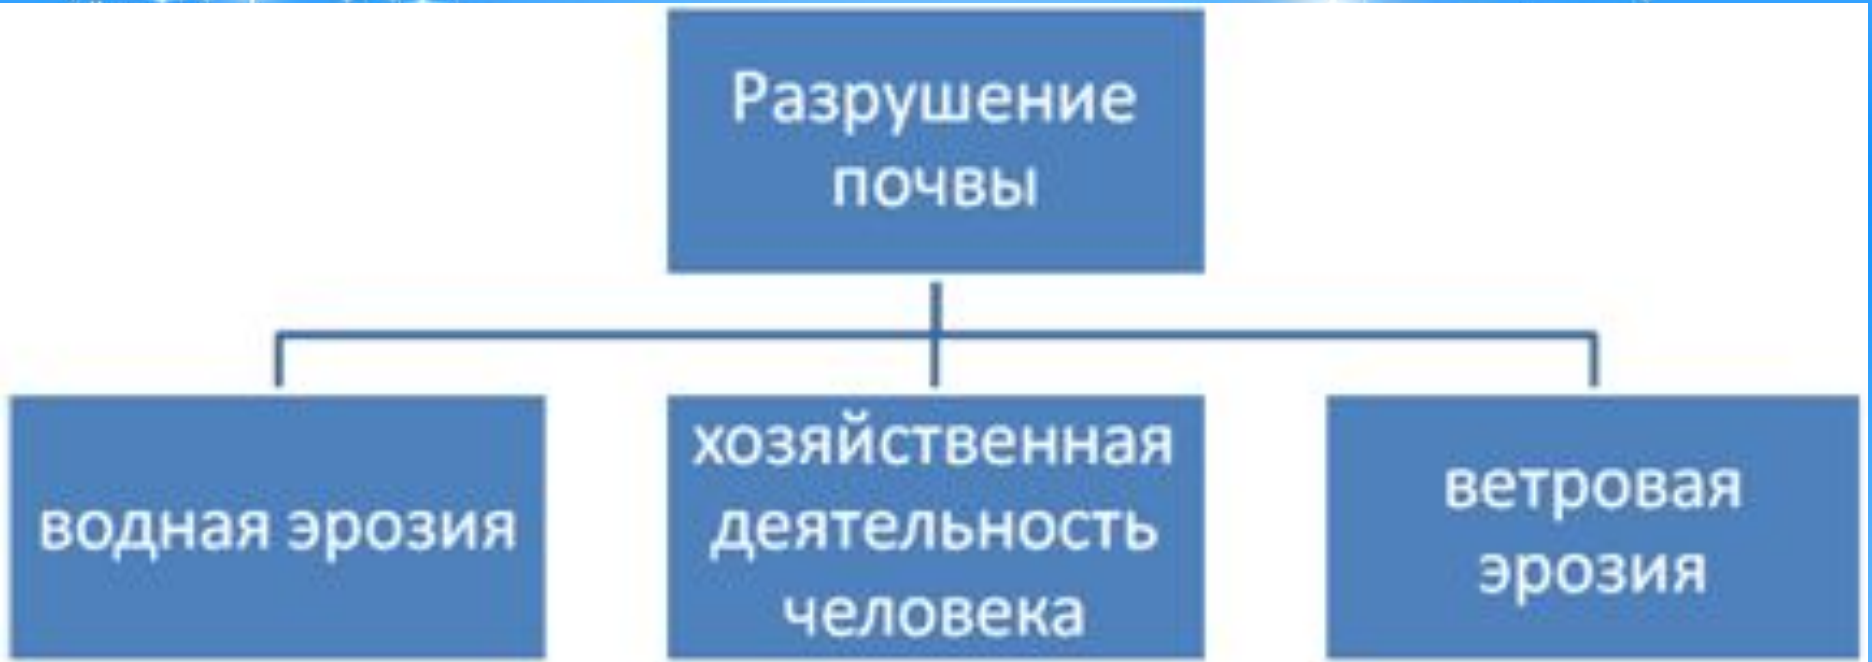 Разрушение
почвы
водная эрозия
хозяйственная
деятельность
человека
ветровая
эрозия